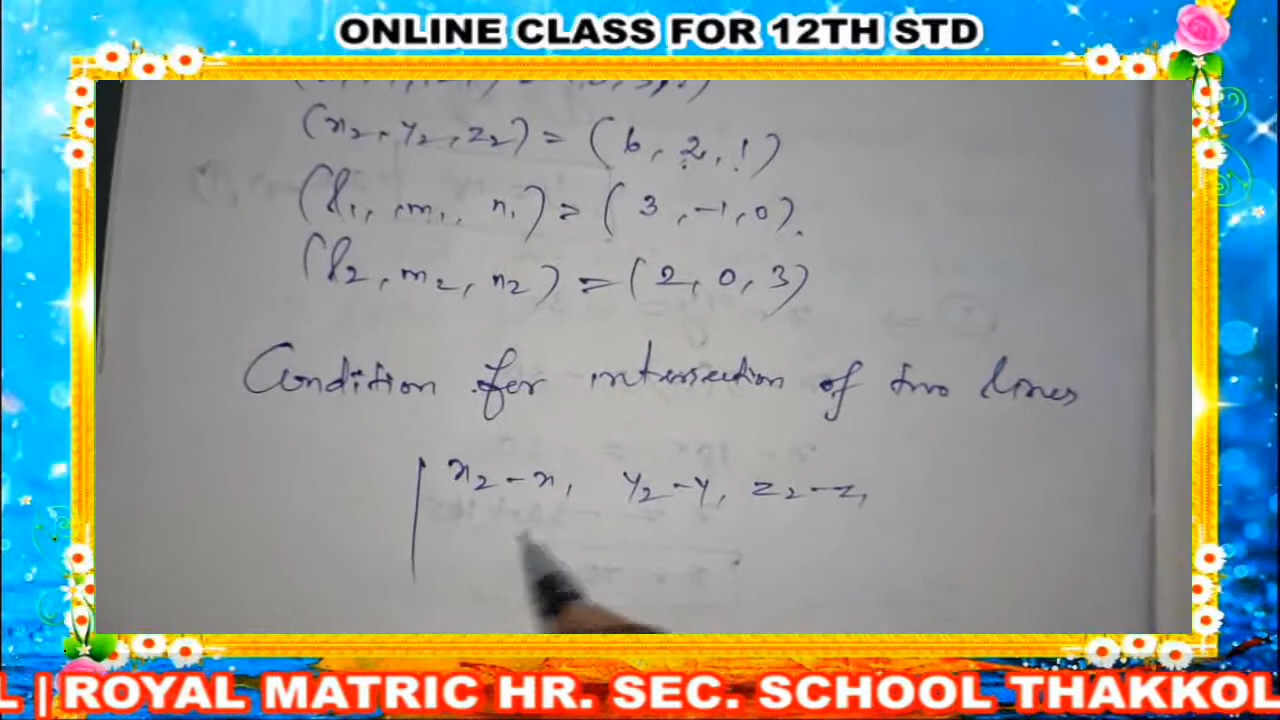 ONLINE CLASS FOR 12TH STD
(x₂, y₂, z₂) = (6, 2, 1)
(l₁, m₁, n₁) = (3, -1, 0).
(l₂, m₂, n₂) = (2, 0, 3)
Condition for intersection of two lines
| x₂-x₁ y₂-y₁ z₂-z₁
L | ROYAL MATRIC HR. SEC. SCHOOL THAKKOL